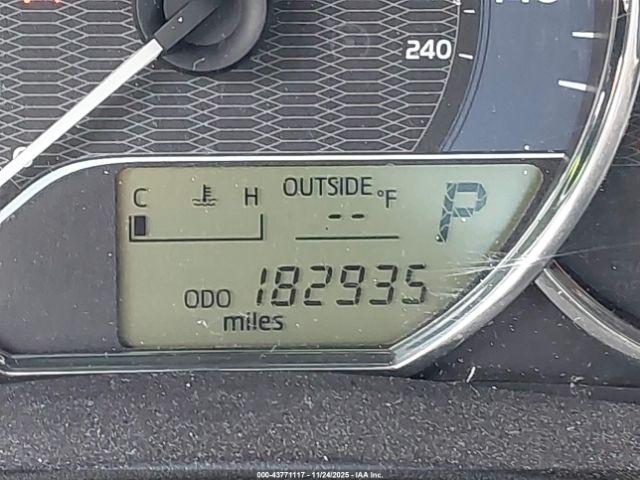 240
C H OUTSIDE °F
-- P
ODO 182935
miles
000-43771117 - 11/24/2025 - IAA Inc.